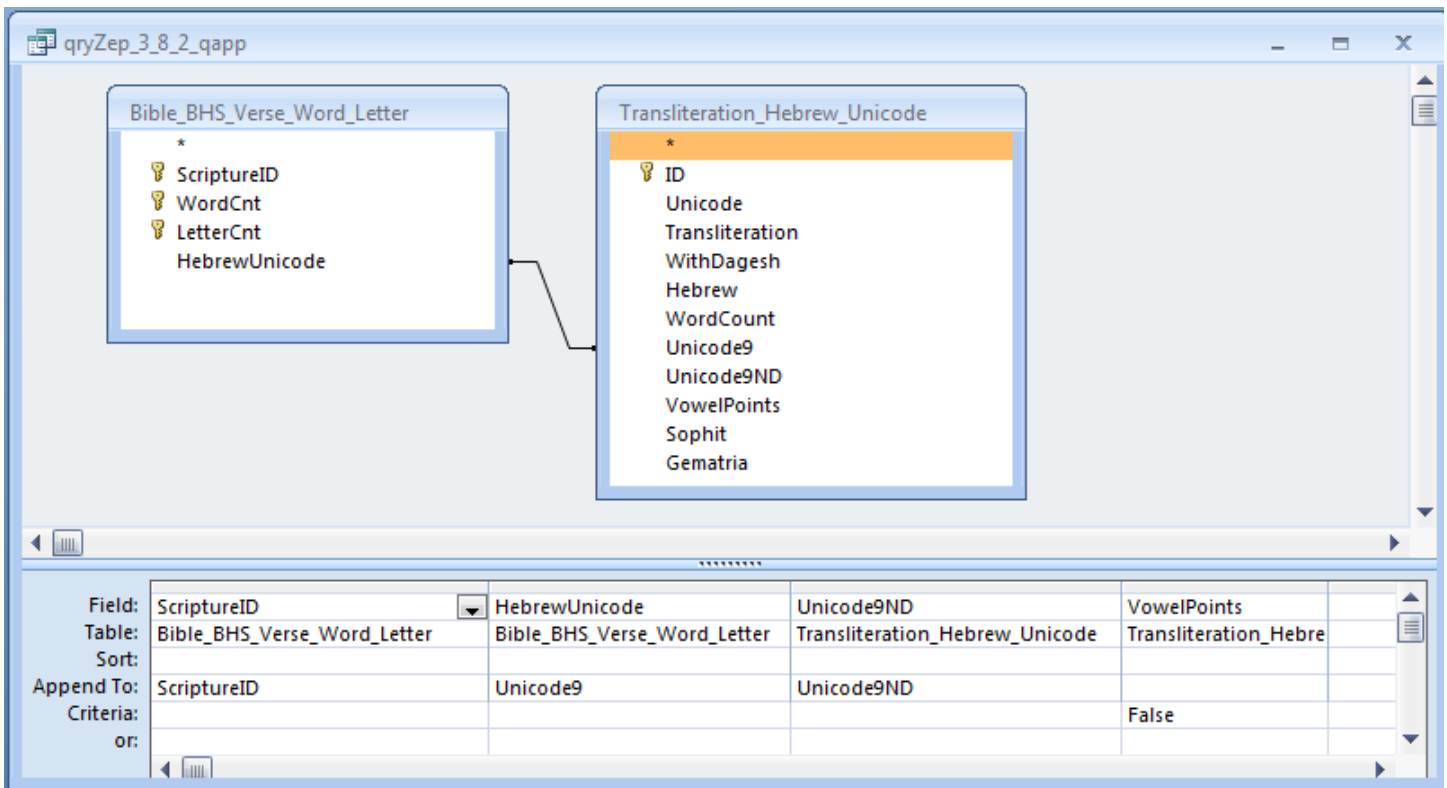 qryZep_3_8_2_qapp
Bible_BHS_Verse_Word_Letter
*
ScriptureID
WordCnt
LetterCnt
HebrewUnicode
Transliteration_Hebrew_Unicode
*
ID
Unicode
Transliteration
WithDagesh
Hebrew
WordCount
Unicode9
Unicode9ND
VowelPoints
Sophit
Gematria
Field: ScriptureID HebrewUnicode Unicode9ND VowelPoints
Table: Bible_BHS_Verse_Word_Letter Bible_BHS_Verse_Word_Letter Transliteration_Hebrew_Unicode Transliteration_Hebre
Sort:
Append To: ScriptureID Unicode9 Unicode9ND
Criteria: False
or: